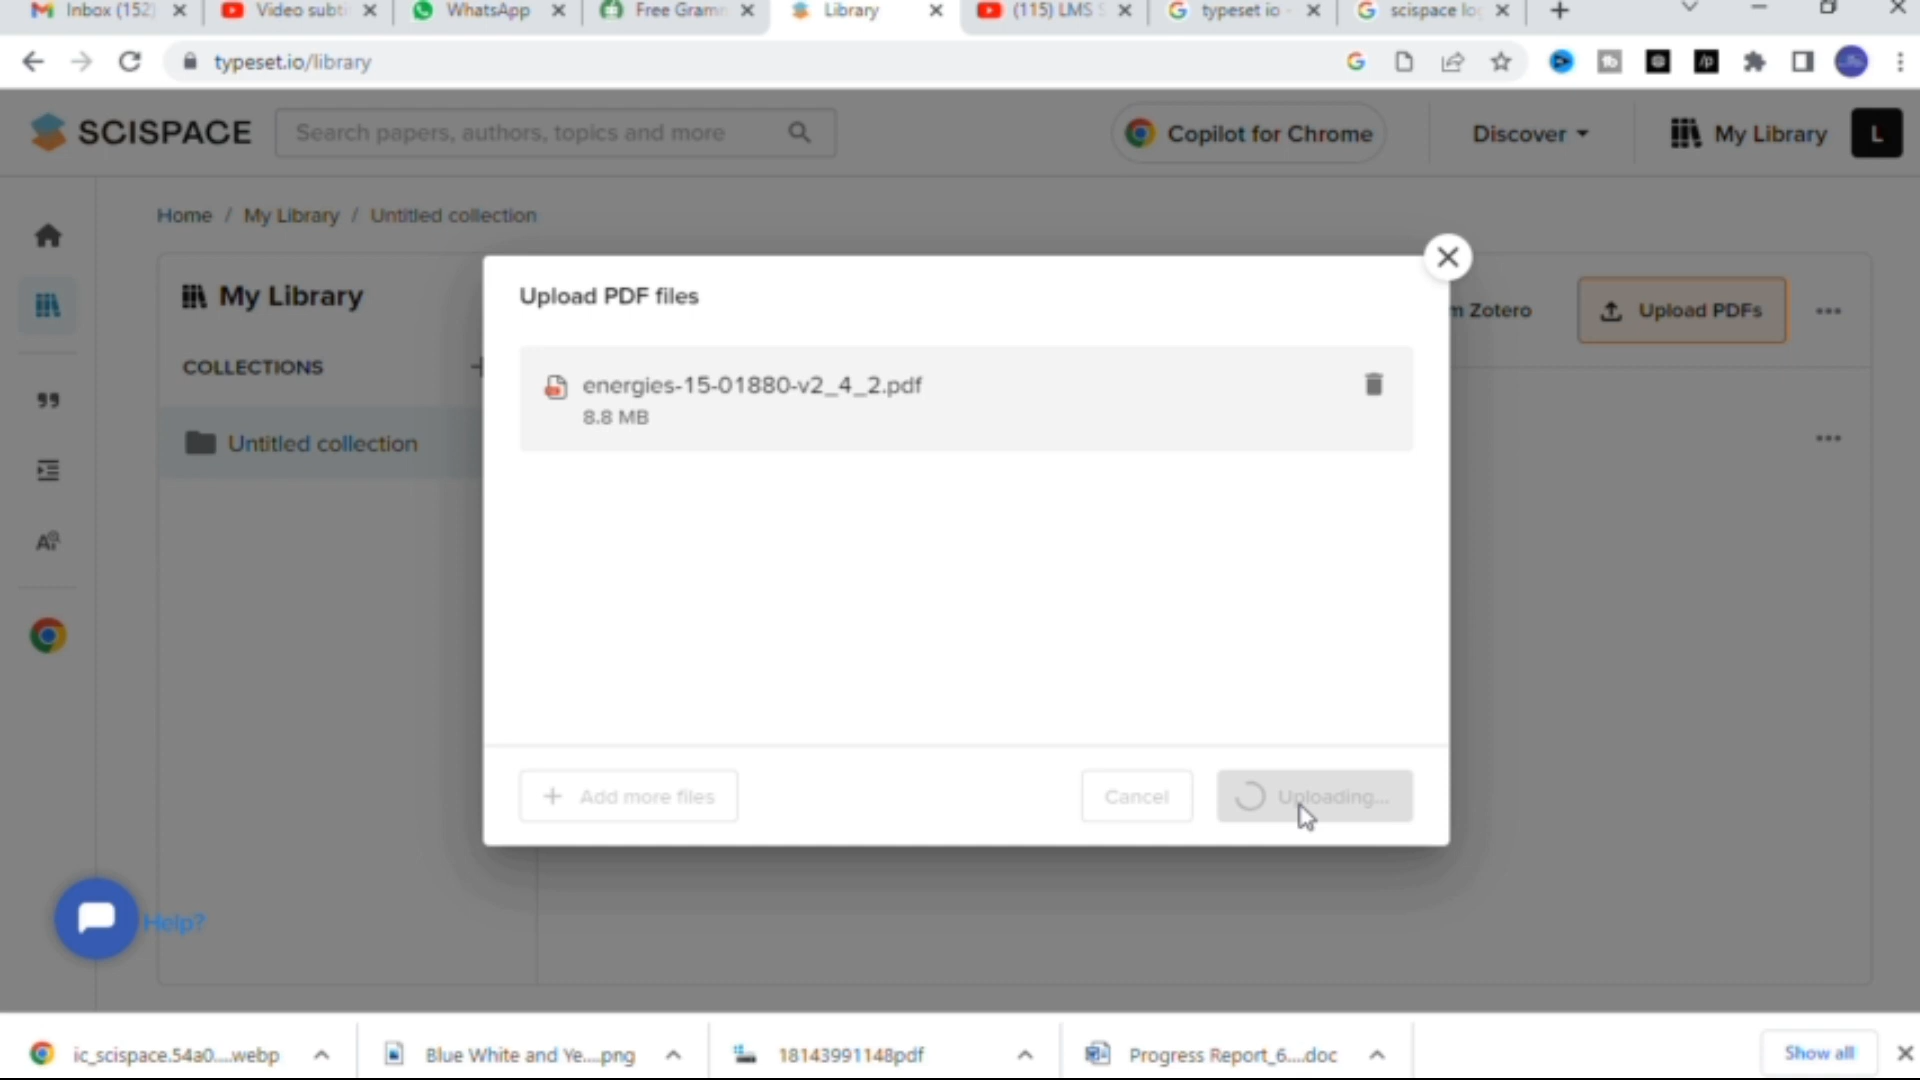 Inbox (152)
Video subti
WhatsApp
Free Gramm
Library
(115) LMS S
typeset io -
scispace log
typeset.io/library
SCISPACE
Search papers, authors, topics and more
Copilot for Chrome
Discover
My Library
L
Home / My Library / Untitled collection
My Library
m Zotero
Upload PDFs
COLLECTIONS
Untitled collection
Upload PDF files
energies-15-01880-v2_4_2.pdf
8.8 MB
Add more files
Cancel
Uploading...
Help?
ic_scispace.54a0....webp
Blue White and Ye....png
18143991148pdf
Progress Report_6....doc
Show all